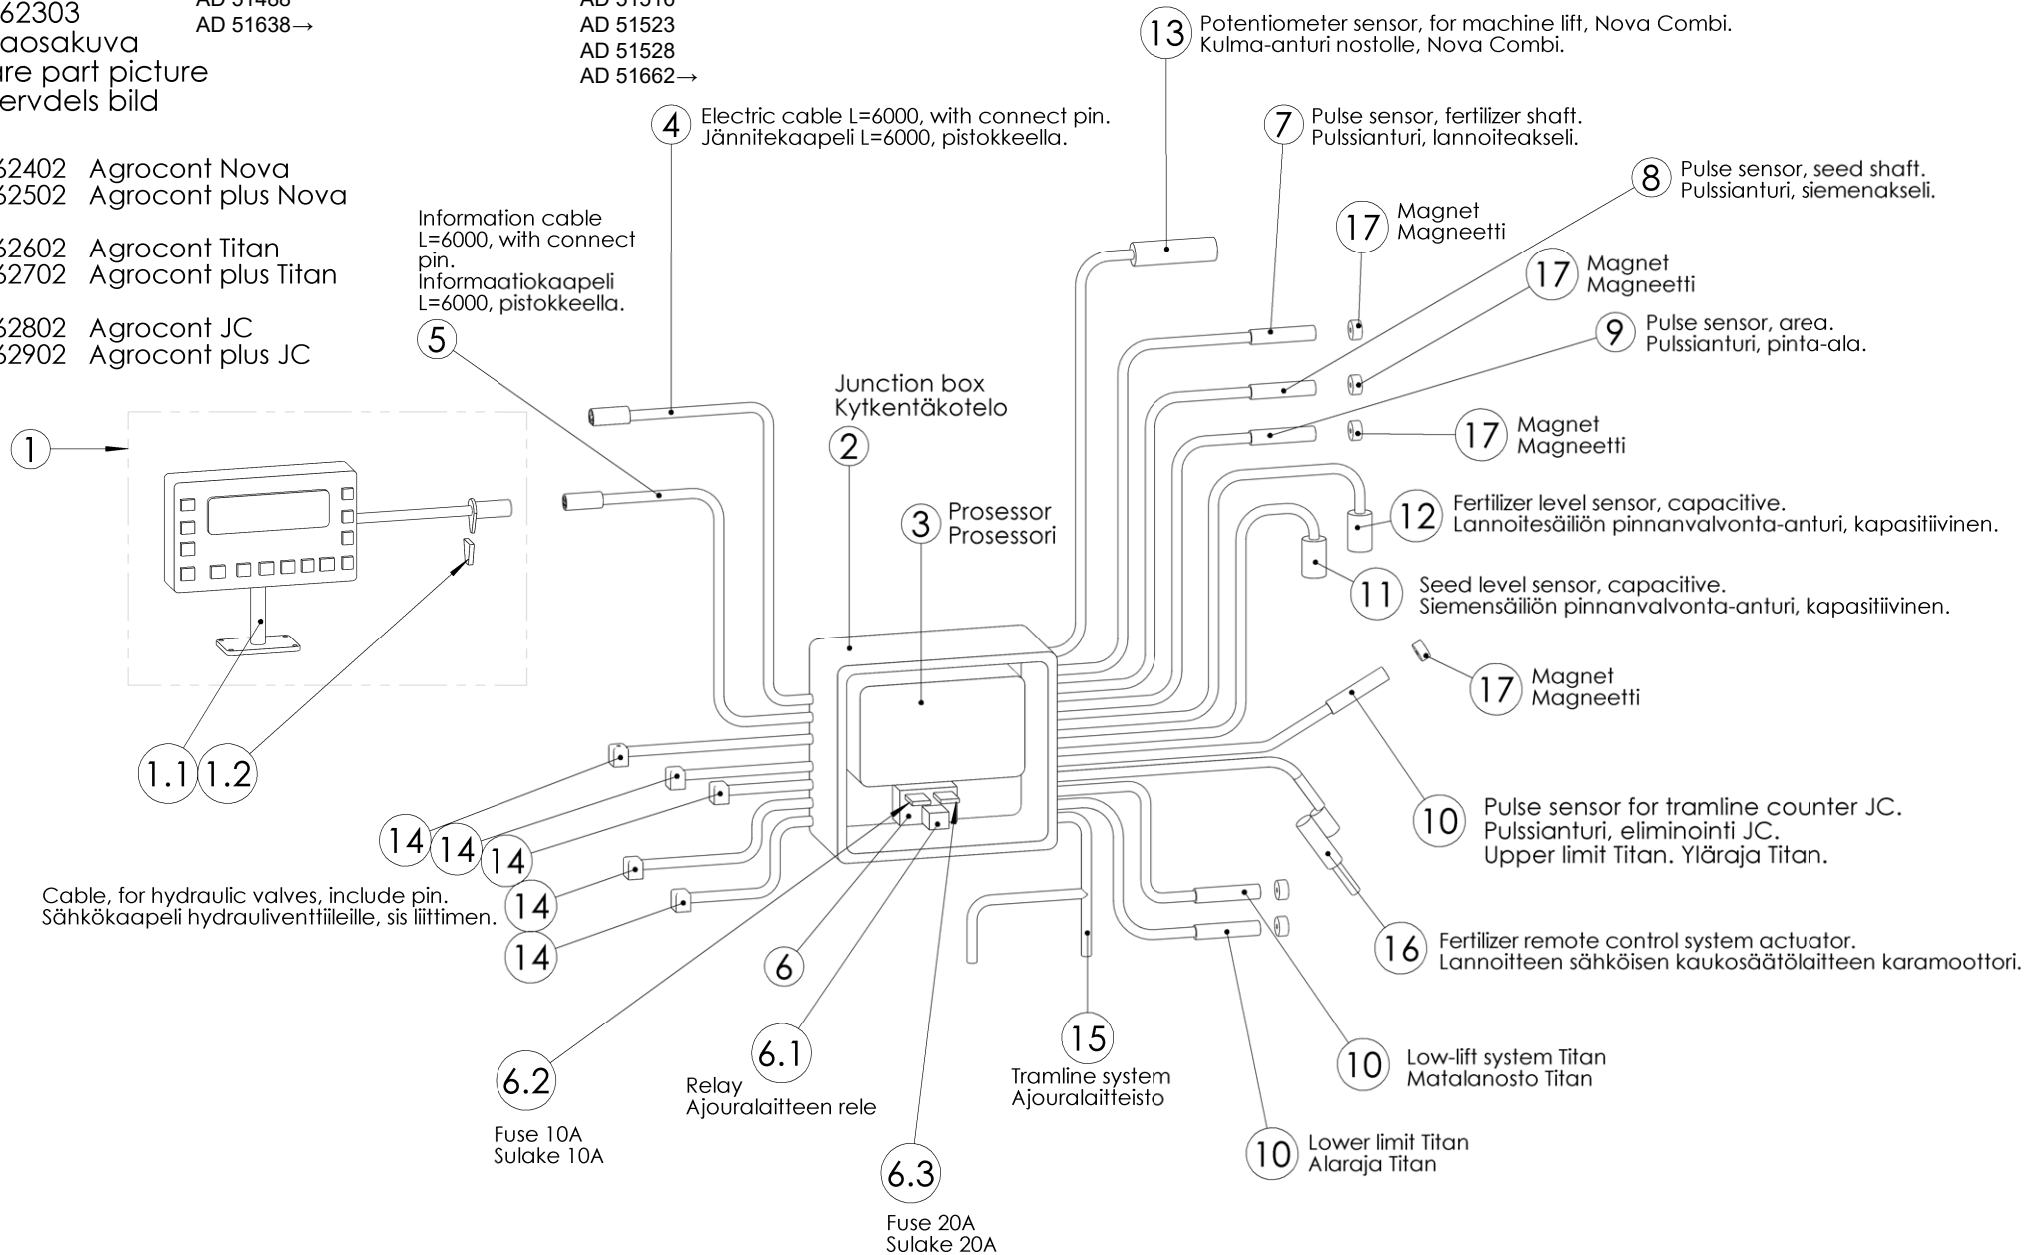 62303
AD 51638→
aosakuva
are part picture
ervdels bild
AD 51523
AD 51528
AD 51662→
62402 Agrocont Nova
62502 Agrocont plus Nova
62602 Agrocont Titan
62702 Agrocont plus Titan
62802 Agrocont JC
62902 Agrocont plus JC
13
Potentiometer sensor, for machine lift, Nova Combi.
Kulma-anturi nostolle, Nova Combi.
4
Electric cable L=6000, with connect pin.
Jännitekaapeli L=6000, pistokkeella.
7
Pulse sensor, fertilizer shaft.
Pulssianturi, lannoiteakseli.
8
Pulse sensor, seed shaft.
Pulssianturi, siemenakseli.
17
Magnet
Magneetti
17
Magnet
Magneetti
Information cable
L=6000, with connect
pin.
Informaatiokaapeli
L=6000, pistokkeella.
5
9
Pulse sensor, area.
Pulssianturi, pinta-ala.
Junction box
Kytkentäkotelo
2
17
Magnet
Magneetti
1
3
Prosessor
Prosessori
12
Fertilizer level sensor, capacitive.
Lannoitesäiliön pinnanvalvonta-anturi, kapasitiivinen.
11
Seed level sensor, capacitive.
Siemensäiliön pinnanvalvonta-anturi, kapasitiivinen.
17
Magnet
Magneetti
1.1
1.2
10
Pulse sensor for tramline counter JC.
Pulssianturi, eliminointi JC.
Upper limit Titan. Yläraja Titan.
14
14
14
14
14
Cable, for hydraulic valves, include pin.
Sähkökaapeli hydrauliventtiileille, sis liittimen.
16
Fertilizer remote control system actuator.
Lannoitteen sähköisen kaukosäätölaitteen karamoottori.
6
6.1
Relay
Ajouralaitteen rele
15
Tramline system
Ajouralaitteisto
10
Low-lift system Titan
Matalanosto Titan
6.2
Fuse 10A
Sulake 10A
10
Lower limit Titan
Alaraja Titan
6.3
Fuse 20A
Sulake 20A